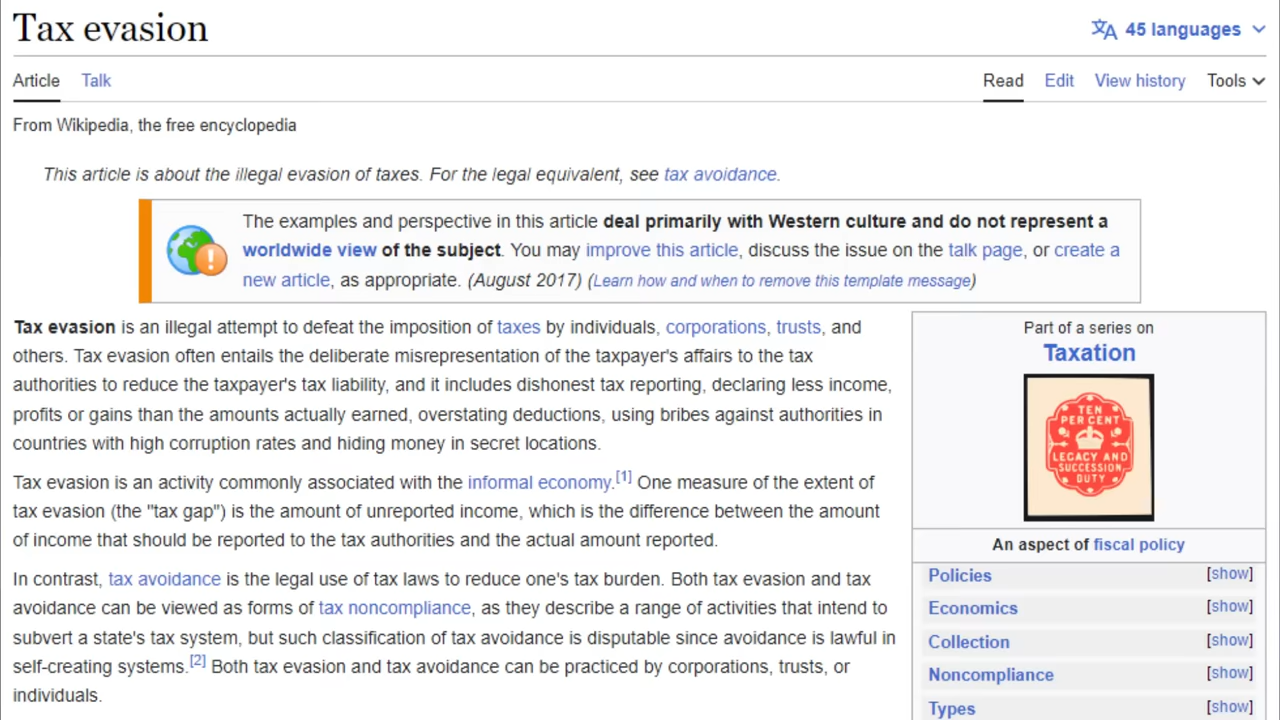 Tax evasion
45 languages
Article Talk
Read Edit View history Tools
From Wikipedia, the free encyclopedia
This article is about the illegal evasion of taxes. For the legal equivalent, see tax avoidance.
The examples and perspective in this article deal primarily with Western culture and do not represent a
worldwide view of the subject. You may improve this article, discuss the issue on the talk page, or create a
new article, as appropriate. (August 2017) (Learn how and when to remove this template message)
Tax evasion is an illegal attempt to defeat the imposition of taxes by individuals, corporations, trusts, and
others. Tax evasion often entails the deliberate misrepresentation of the taxpayer's affairs to the tax
authorities to reduce the taxpayer's tax liability, and it includes dishonest tax reporting, declaring less income,
profits or gains than the amounts actually earned, overstating deductions, using bribes against authorities in
countries with high corruption rates and hiding money in secret locations.
Tax evasion is an activity commonly associated with the informal economy.[1] One measure of the extent of
tax evasion (the "tax gap") is the amount of unreported income, which is the difference between the amount
of income that should be reported to the tax authorities and the actual amount reported.
In contrast, tax avoidance is the legal use of tax laws to reduce one's tax burden. Both tax evasion and tax
avoidance can be viewed as forms of tax noncompliance, as they describe a range of activities that intend to
subvert a state's tax system, but such classification of tax avoidance is disputable since avoidance is lawful in
self-creating systems.[2] Both tax evasion and tax avoidance can be practiced by corporations, trusts, or
individuals.
Part of a series on
Taxation
TEN
PER CENT
LEGACY AND
SUCCESSION
DUTY
An aspect of fiscal policy
Policies [show]
Economics [show]
Collection [show]
Noncompliance [show]
Types [show]